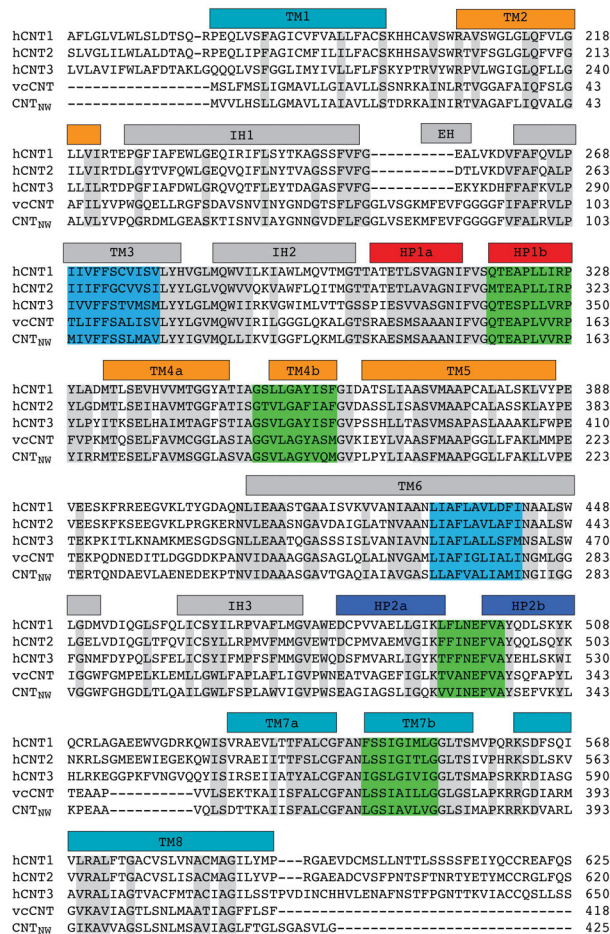 TM1 TM2
hCNT1 AFLGLVLWLSLDTSQ-RPEQLVSFAGICVFVALLFACSKHHCAVSWRAVSWGLGLQFVLG 218
hCNT2 SLVGLILWLALDTAQ-RPEQLIPFAGICMFILILFACSKHHSAVSWRTVFSGLGLQFVFG 213
hCNT3 VLVLAVIFWLAFDTAKLGQQQLVSFGGLIMYIVLLFLFSKYPTRVYWRPVLWGIGLQFLLG 240
vcCNT ---------------MSLFMSLIGMAVLLGIAVLLSSNRKAINLRTVGGAFAIQFSLG 43
CNTNW ---------------MVVLHSLLGMAVLIAIAVLLSTDRKAINIRTVAGAFLIQVALG 43
IH1 EH
hCNT1 LLVIRTEPGFIAFEWLGEQIRIFLSYTKAGSSFVFG---------EALVKDVFAFQVLP 268
hCNT2 ILVIRTDLGYTVFQWLGEQVQIFLNYTVAGSSFVFG---------DTLVKDVFAFQALP 263
hCNT3 LLILRTDPGFIAFDWLGRQVQTFLEYTDAGASFVFG---------EKYKDHFFAFKVLP 290
vcCNT AFILYVPWGQELLRGFSDAVSNVINYGNDGTSFLFGGLVSGKMFEVFGGGGFIFAFRVLP 103
CNTNW ALVLYVPQGRDMLGEASKTISNVIAYGNNGVDFLFGGLVSEKMFEVFGGGGFVFALRVLP 103
TM3 IH2 HP1a HP1b
hCNT1 IIVFFSCVISVLYHVGLMQWVILKIAWLMQVTMGTTATETLSVAGNIFVSQTEAPLLIRP 328
hCNT2 IIIFFGCVVSILYYLGLVQWVVQKVAWFLQITMGTTATETLAVAGNIFVGMTEAPLLIRP 323
hCNT3 IVVFFSTVMSMLYYLGLMQWIIRKVGWIMLVTTGSSPIESVVASGNIFVGQTESPLLVRP 350
vcCNT TLIFFSALISVLYYLGVMQWVIRILGGGLQKALGTSRAESMSAAANIFVGQTEAPLVVRP 163
CNTNW MIVFFSSLMAVLYYIGVMQLLIKVIGGFLQKMLGTSKAESMSAAANIFVGQTEAPLVVRP 163
TM4a TM4b TM5
hCNT1 YLADMTLSEVHVVMTGGYATIAGSLLGAYISFGIDATSLIAASVMAAPCALALSKLVYPE 388
hCNT2 YLGDMTLSEIHAVMTGGFATISGTVLGAFIAFGVDASSLISASVMAAPCALASSKLAYPE 383
hCNT3 YLPYITKSELHAIMTAGFSTIAGSVLGAYISFGVPSSHLLTASVMSAPASLAAAKLFWPE 410
vcCNT FVPKMTQSELFAVMCGGLASIAGGVLAGYASMGVKIEYLVAASFMAAPGGLLFAKLMMPE 223
CNTNW YIRRMTESELFAVMSGGLASVAGSVLAGYVQMGVPLPYLLAASFMAAPGGLLFAKLLVPE 223
TM6
hCNT1 VEESKFRREEGVKLTYGDAQNLIEAASTGAAISVKVVANIAANLIAFLAVLDFINAALSW 448
hCNT2 VEESKFKSEEGVKLPRGKERNVLEAASNGAVDAIGLATNVAANLIAFLAVLAFINAALSW 443
hCNT3 TEKPKITLKNAMKMESGDSGNLLEAATQGASSSISLVANIAVNLIAFLALLSFMNSALSW 470
vcCNT TEKPQDNEDITLDGGDDKPANVIDAAAGGASAGLQLALNVGAMLIAFIGLIALINGMLGG 283
CNTNW TERTQNDAEVLAENEDEKPTNVIDAAASGAVTGAQIAIAVGASLLAFVALIAMINGIIGG 283
IH3 HP2a HP2b
hCNT1 LGDMVDIQGLSFQLICSYILRPVAFLMGVAWEDCPVVAELLGIKLFLNEFVAYQDLSKYK 508
hCNT2 LGELVDIQGLTFQVICSYLLRPMVFMMGVEWTDCPMVAEMVGIKFFINEFVAYQQLSQYK 503
hCNT3 FGNMFDYPQLSFELICSYIFMPFSFMMGVEWQDSFMVARLIGYKTFFNEFVAYEHLSKWI 530
vcCNT IGGWFGMPELKLEMLLGWLFAPLAFLIGVPWNEATVAGEFIGLKTVANEFVAYSQFAPYL 343
CNTNW VGGWFGHGDLTLQAILGWLFSPLAWVIGVPWSEAGIAGSLIGQKVVINEFVAYSEFVKYL 343
TM7a TM7b
hCNT1 QCRLAGAEEWVGDRKQWISVRAEVLTTFALCGFANFSSIGIMLGGLTSMVPQRKSDFSQI 568
hCNT2 NKRLSGMEEWIEGEKQWISVRAEIITTFSLCGFANLSSIGITLGGLTSIVPHRKSDLSKV 563
hCNT3 HLRKEGGPKFVNGVQQYISIRSEIIATYALCGFANIGSLGIVIGGLTSMAPSRKRDIASG 590
vcCNT TEAAP----------VVLSEKTKAIISFALCGFANLSSIAILLGGLGSLAPKRRGDIARM 393
CNTNW KPEAA----------VQLSDTTKAIISFALCGFANLSSIAVLVGGLSIMAPKRRKDVARL 393
TM8
hCNT1 VLRALFTGACVSLVNACMAGILYMP---RGAEVDCMSLLNTTLSSSSFEIYQCCREAFQS 625
hCNT2 VVRALFTGACVSLISACMAGILYVP---RGAEADCVSFPNTSFTNRTYETYMCCRGLFQS 620
hCNT3 AVRALIAGTVACFMTACIAGILSSTPVDINCHHVLENAFNSTFPGNTTKVIACCQSLLSS 650
vcCNT GVKAVIAGTLSNLMAATIAGFFLSF----------------------------------- 418
CNTNW GIKAVVAGSLSNLMSAVIAGLFTGLSGASVLG---------------------------- 425